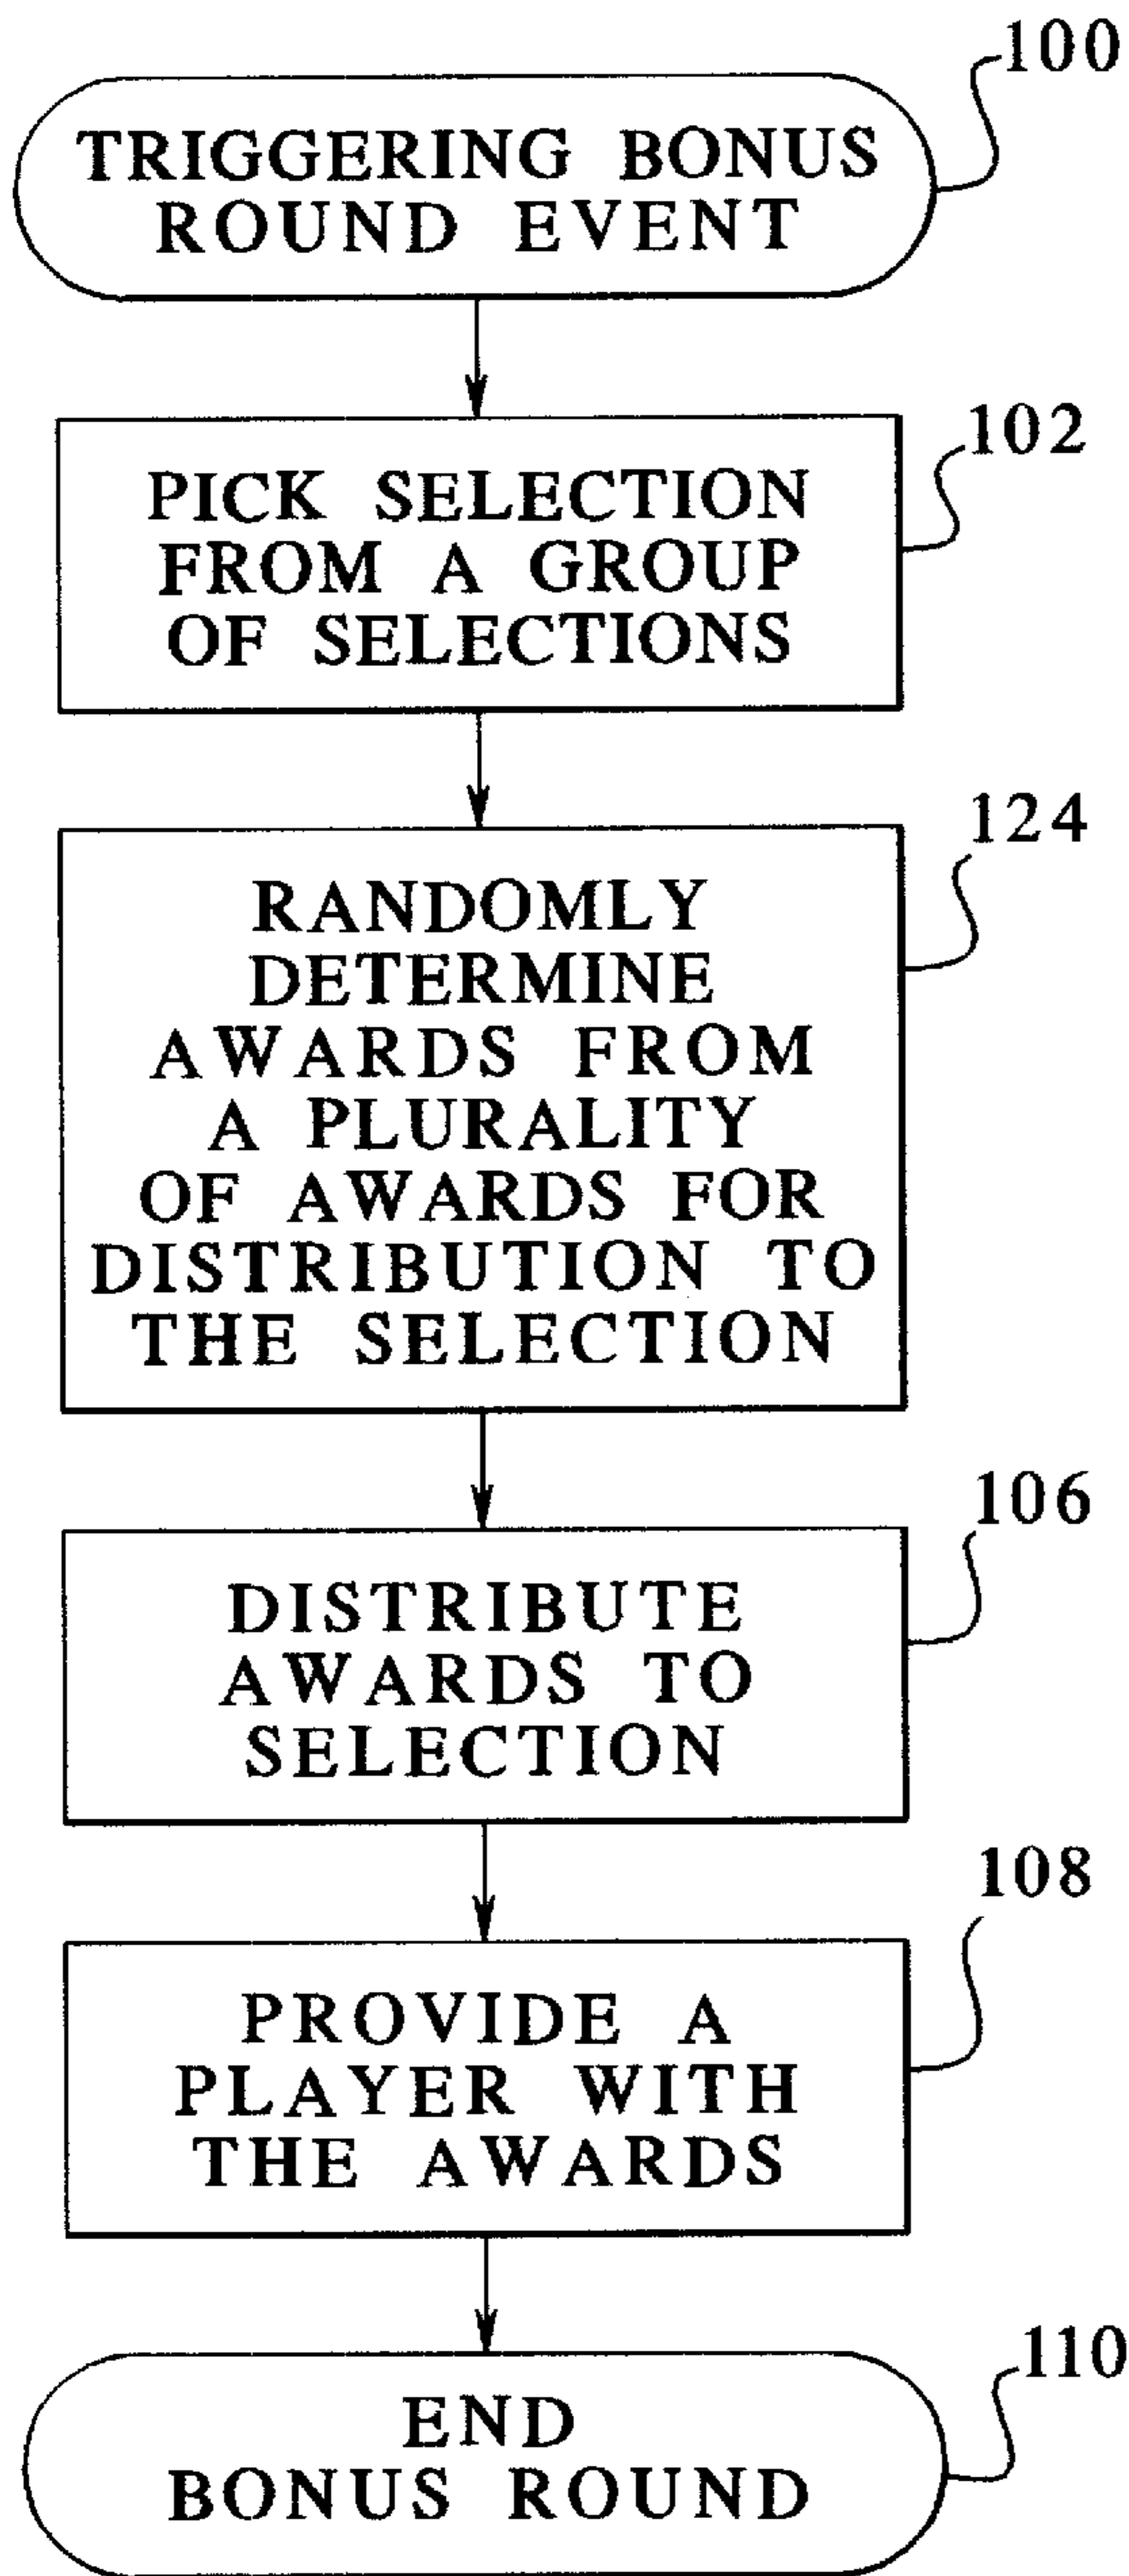 100
TRIGGERING BONUS
ROUND EVENT
102
PICK SELECTION
FROM A GROUP
OF SELECTIONS
124
RANDOMLY
DETERMINE
AWARDS FROM
A PLURALITY
OF AWARDS FOR
DISTRIBUTION TO
THE SELECTION
106
DISTRIBUTE
AWARDS TO
SELECTION
108
PROVIDE A
PLAYER WITH
THE AWARDS
110
END
BONUS ROUND